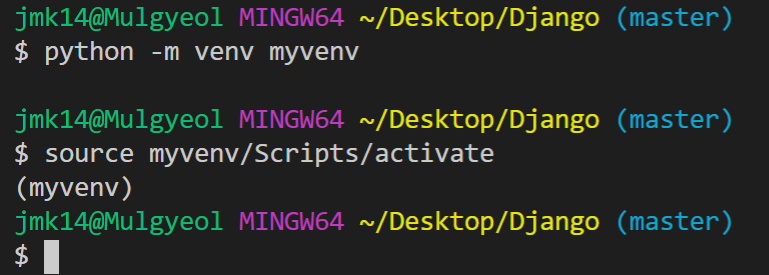 jmk14@Mulgyeol MINGW64 ~/Desktop/Django (master)
$ python -m venv myvenv
jmk14@Mulgyeol MINGW64 ~/Desktop/Django (master)
$ source myvenv/Scripts/activate
(myvenv)
jmk14@Mulgyeol MINGW64 ~/Desktop/Django (master)
$